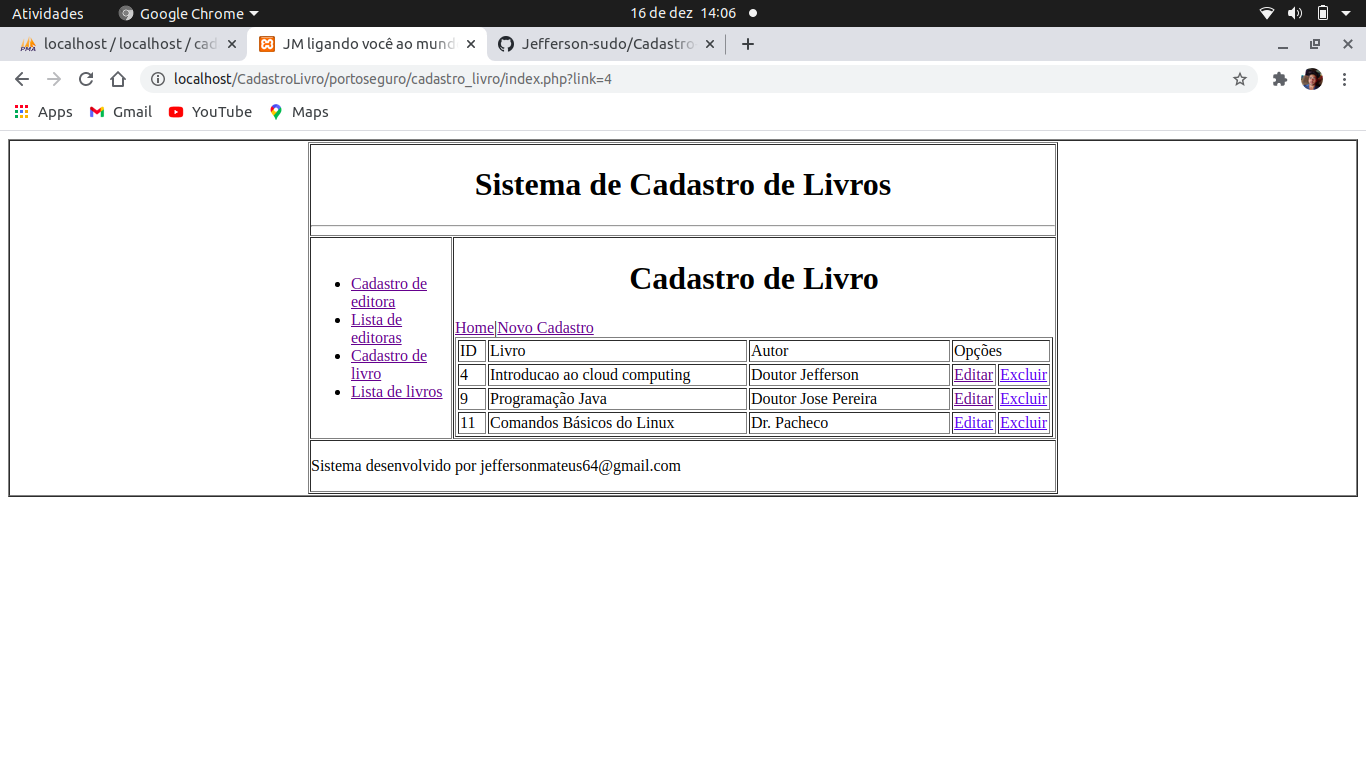 Atividades
Google Chrome
16 de dez 14:06
localhost / localhost / cad
JM ligando você ao mund
Jefferson-sudo/Cadastro
localhost/CadastroLivro/portoseguro/cadastro_livro/index.php?link=4
Apps
Gmail
YouTube
Maps
Sistema de Cadastro de Livros
Cadastro de
editora
Lista de
editoras
Cadastro de
livro
Lista de livros
Cadastro de Livro
Home|Novo Cadastro
ID Livro Autor Opções
4 Introducao ao cloud computing Doutor Jefferson Editar Excluir
9 Programação Java Doutor Jose Pereira Editar Excluir
11 Comandos Básicos do Linux Dr. Pacheco Editar Excluir
Sistema desenvolvido por jeffersonmateus64@gmail.com